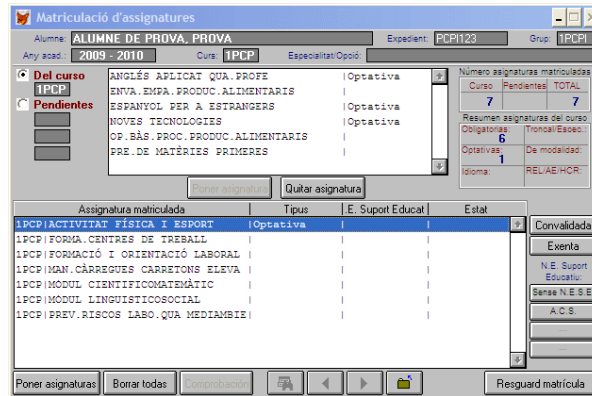 Matriculació d'assignatures
Alumne: ALUMNE DE PROVA, PROVA Expedient: PCPI123 Grup: 1PCPI
Any acad.: 2009 - 2010 Curs: 1PCP Especialitat/Opció:
Del curso
1PCP
Pendientes
ANGLÉS APLICAT QUA.PROFE |Optativa
ENVA.EMPA.PRODUC.ALIMENTARIS |
ESPANYOL PER A ESTRANGERS |Optativa
NOVES TECNOLOGIES |Optativa
OP.BÀS.PROC.PRODUC.ALIMENTARIS |
PRE.DE MATÈRIES PRIMERES |
Número asignaturas matriculadas
Curso Pendientes TOTAL
7 7
Resumen asignaturas del curso
Obligatorias: 6 Troncal/Espec.:
Optativas: 1 De modalidad:
Idioma: REL/AE/HCR:
Poner asignatura Quitar asignatura
Assignatura matriculada | Tipus |.E. Suport Educat| Estat
1PCP|ACTIVITAT FÍSICA I ESPORT |Optativa | |
1PCP|FORMA.CENTRES DE TREBALL | | |
1PCP|FORMACIÓ I ORIENTACIÓ LABORAL | | |
1PCP|MAN.CÀRREGUES CARRETONS ELEVA | | |
1PCP|MÒDUL CIENTIFICOMATEMÀTIC | | |
1PCP|MÒDUL LINGUISTICOSOCIAL | | |
1PCP|PREV.RISCOS LABO.QUA MEDIAMBIE| | |
Convalidada
Exenta
N.E. Suport
Educatiu:
Sense N.E.S.E
A.C.S.
---
---
Poner asignaturas Borrar todas Comprobación Resguard matrícula